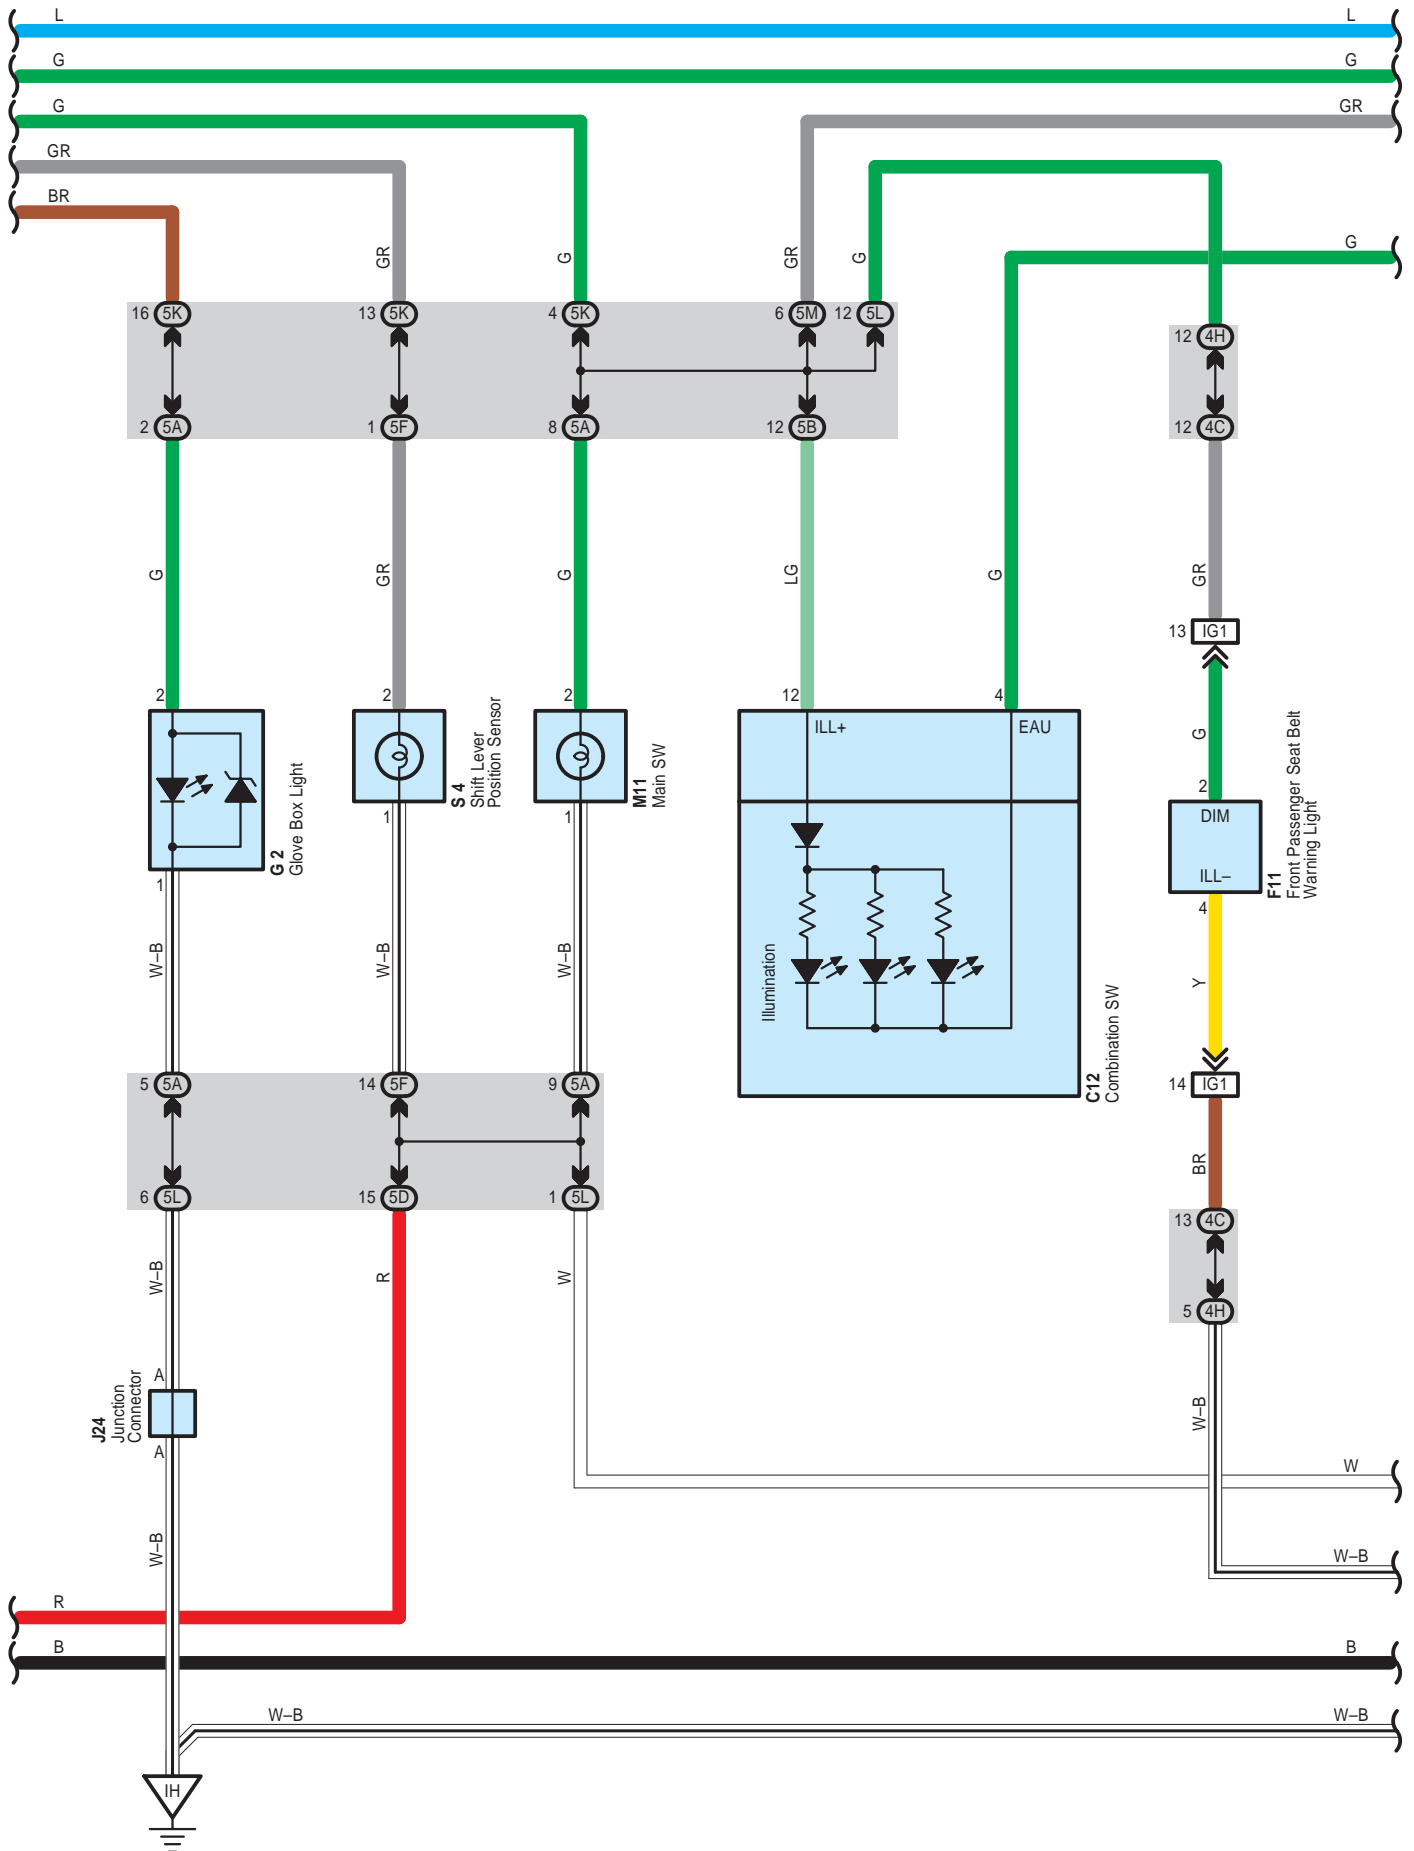 L L
G G
G GR
GR
BR
G
GR G GR G
16 5K 13 5K 4 5K 6 5M 12 5L
12 4H
2 5A 1 5F 8 5A 12 5B 12 4C
G GR G LG G GR
13 IG1
2 2 2 12 4
G
ILL+ EAU
2
DIM
ILL–
G 2
Glove Box Light
S 4
Shift Lever
Position Sensor
M11
Main SW
F11
Front Passenger Seat Belt
Warning Light
1 1
1 4
W–B W–B W–B
Illumination
Y
C12
Combination SW
5 5A 14 5F 9 5A 14 IG1
BR
6 5L 15 5D 1 5L
13 4C
W–B R W
5 4H
A
J24
Junction
Connector
A
W–B
W
W–B
W–B
R
B B
W–B W–B
IH